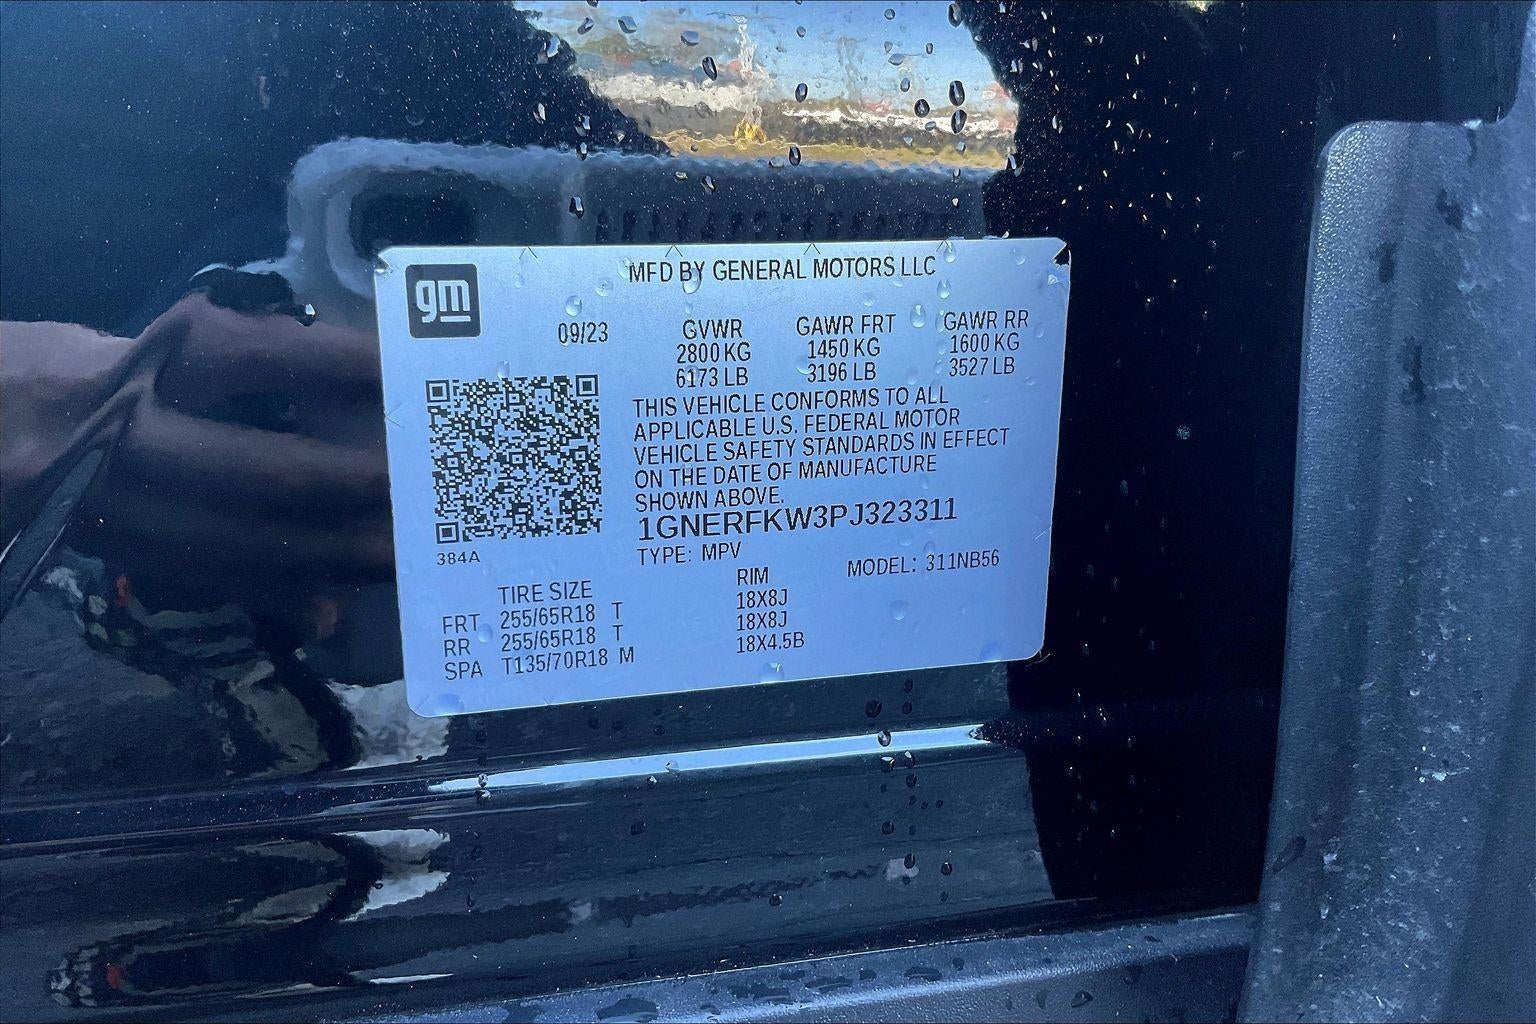 gm
MFD BY GENERAL MOTORS LLC
09/23
GVWR GAWR FRT GAWR RR
2800 KG 1450 KG 1600 KG
6173 LB 3196 LB 3527 LB
THIS VEHICLE CONFORMS TO ALL
APPLICABLE U.S. FEDERAL MOTOR
VEHICLE SAFETY STANDARDS IN EFFECT
ON THE DATE OF MANUFACTURE
SHOWN ABOVE.
1GNERFKW3PJ323311
384A
TYPE: MPV MODEL: 311NB56
TIRE SIZE RIM
FRT 255/65R18 T 18X8J
RR 255/65R18 T 18X8J
SPA T135/70R18 M 18X4.5B